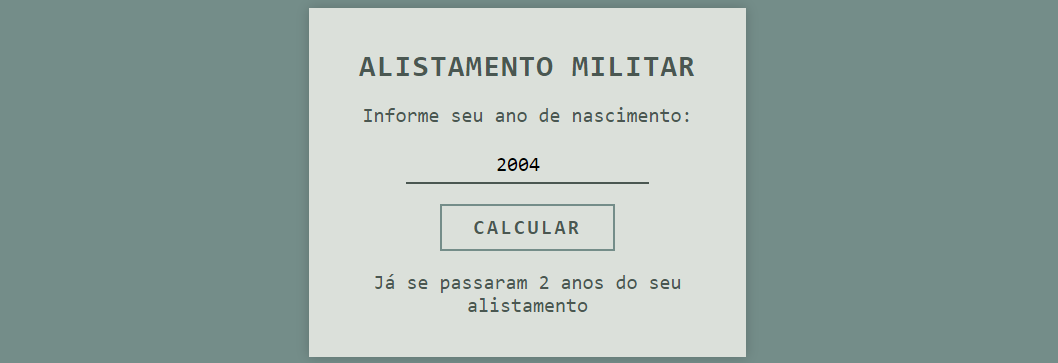 ALISTAMENTO MILITAR
Informe seu ano de nascimento:
2004
CALCULAR
Já se passaram 2 anos do seu
alistamento